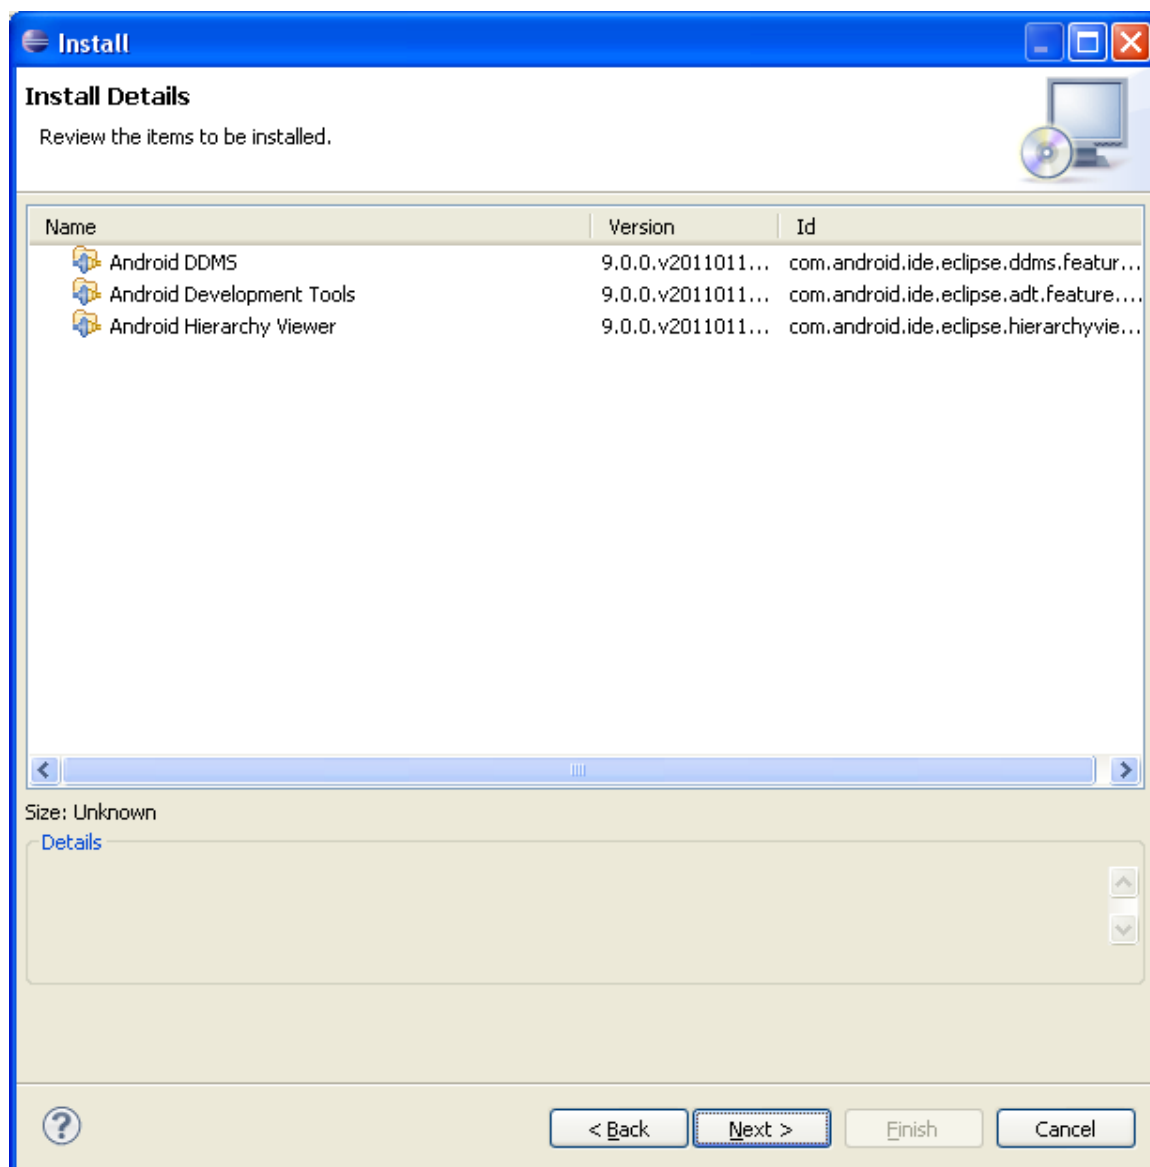 Install
Install Details
Review the items to be installed.
Name Version Id
Android DDMS 9.0.0.v2011011... com.android.ide.eclipse.ddms.featur...
Android Development Tools 9.0.0.v2011011... com.android.ide.eclipse.adt.feature....
Android Hierarchy Viewer 9.0.0.v2011011... com.android.ide.eclipse.hierarchyvie...
Size: Unknown
Details
? < Back Next > Finish Cancel